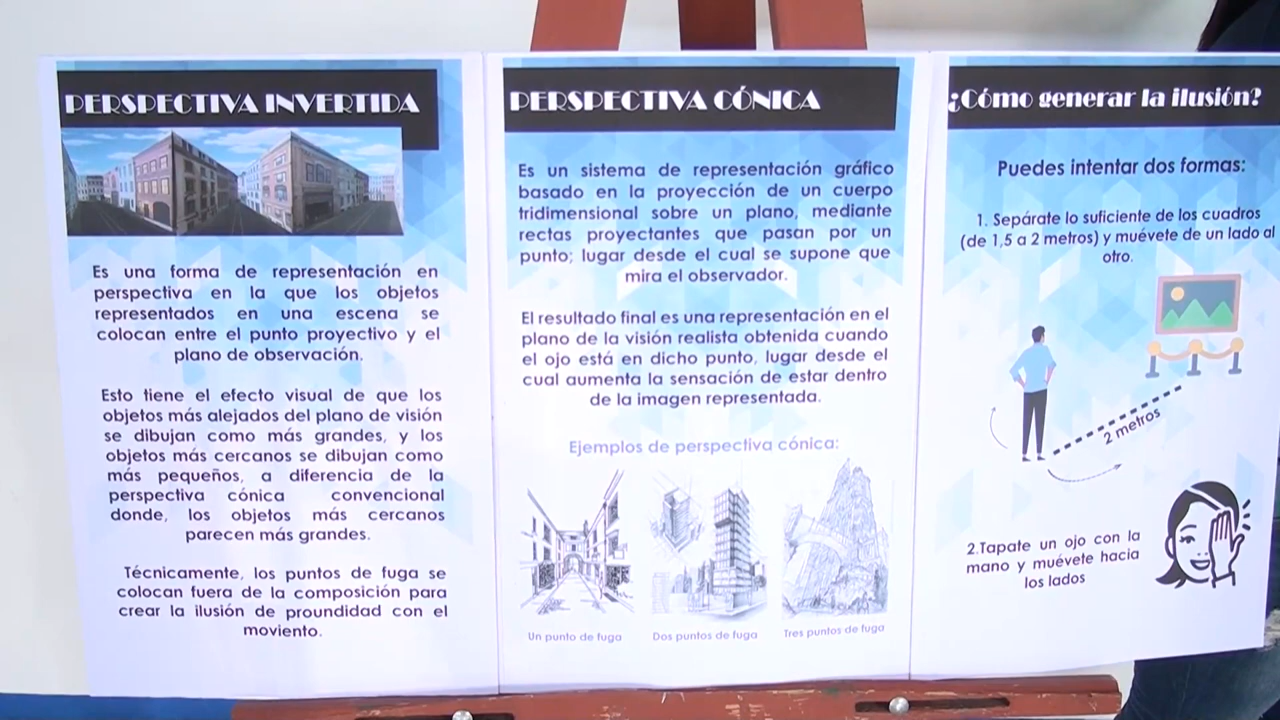 PERSPECTIVA INVERTIDA
Es una forma de representación en
perspectiva en la que los objetos
representados en una escena se
colocan entre el punto proyectivo y el
plano de observación.
Esto tiene el efecto visual de que los
objetos más alejados del plano de visión
se dibujan como más grandes, y los
objetos más cercanos se dibujan como
más pequeños, a diferencia de la
perspectiva cónica convencional
donde, los objetos más cercanos
parecen más grandes.
Técnicamente, los puntos de fuga se
colocan fuera de la composición para
crear la ilusión de proundidad con el
moviento.
PERSPECTIVA CÓNICA
Es un sistema de representación gráfico
basado en la proyección de un cuerpo
tridimensional sobre un plano, mediante
rectas proyectantes que pasan por un
punto; lugar desde el cual se supone que
mira el observador.
El resultado final es una representación en el
plano de la visión realista obtenida cuando
el ojo está en dicho punto, lugar desde el
cual aumenta la sensación de estar dentro
de la imagen representada.
Ejemplos de perspectiva cónica:
Un punto de fuga
Dos puntos de fuga
Tres puntos de fuga
¿Cómo generar la ilusión?
Puedes intentar dos formas:
1. Sepárate lo suficiente de los cuadros
(de 1,5 a 2 metros) y muévete de un lado al
otro.
2 metros
2.Tapate un ojo con la
mano y muévete hacia
los lados